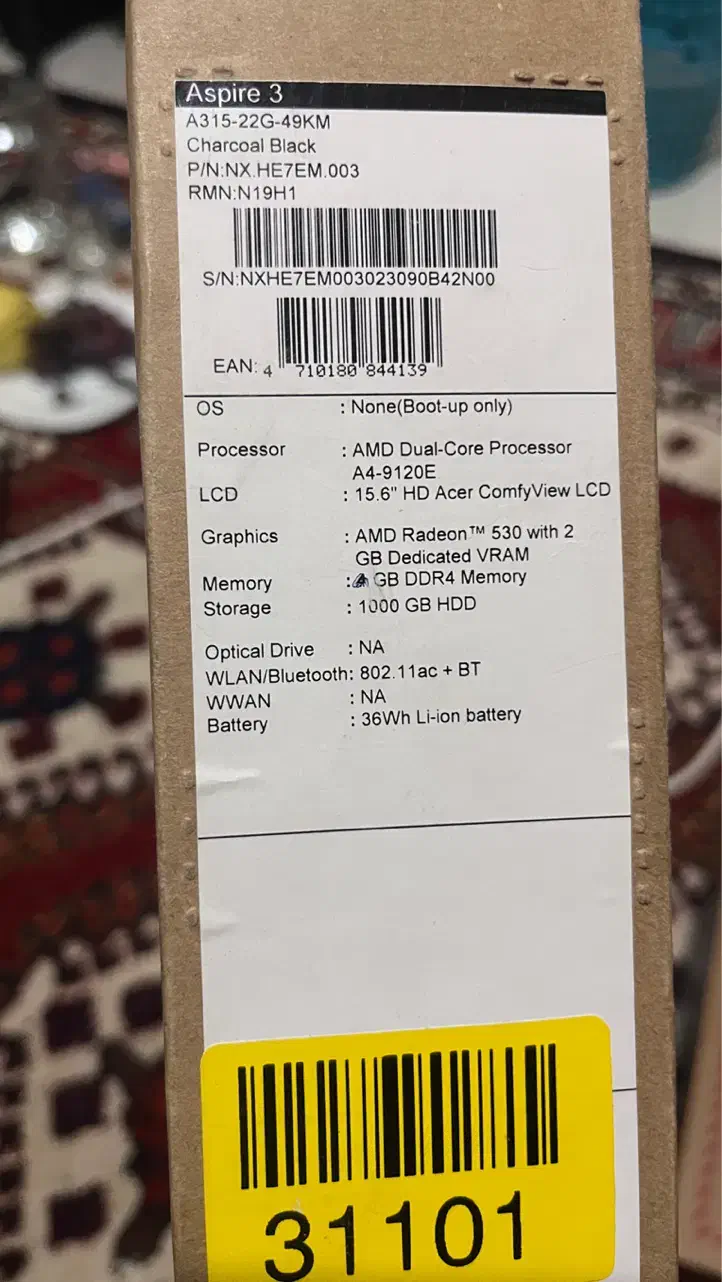 Aspire 3
A315-22G-49KM
Charcoal Black
P/N:NX.HE7EM.003
RMN:N19H1
S/N:NXHE7EM003023090B42N00
EAN: 4 710180 844139
OS : None(Boot-up only)
Processor : AMD Dual-Core Processor
A4-9120E
LCD : 15.6" HD Acer ComfyView LCD
Graphics : AMD Radeon™ 530 with 2
GB Dedicated VRAM
Memory : GB DDR4 Memory
Storage : 1000 GB HDD
Optical Drive : NA
WLAN/Bluetooth: 802.11ac + BT
WWAN : NA
Battery : 36Wh Li-ion battery
31101